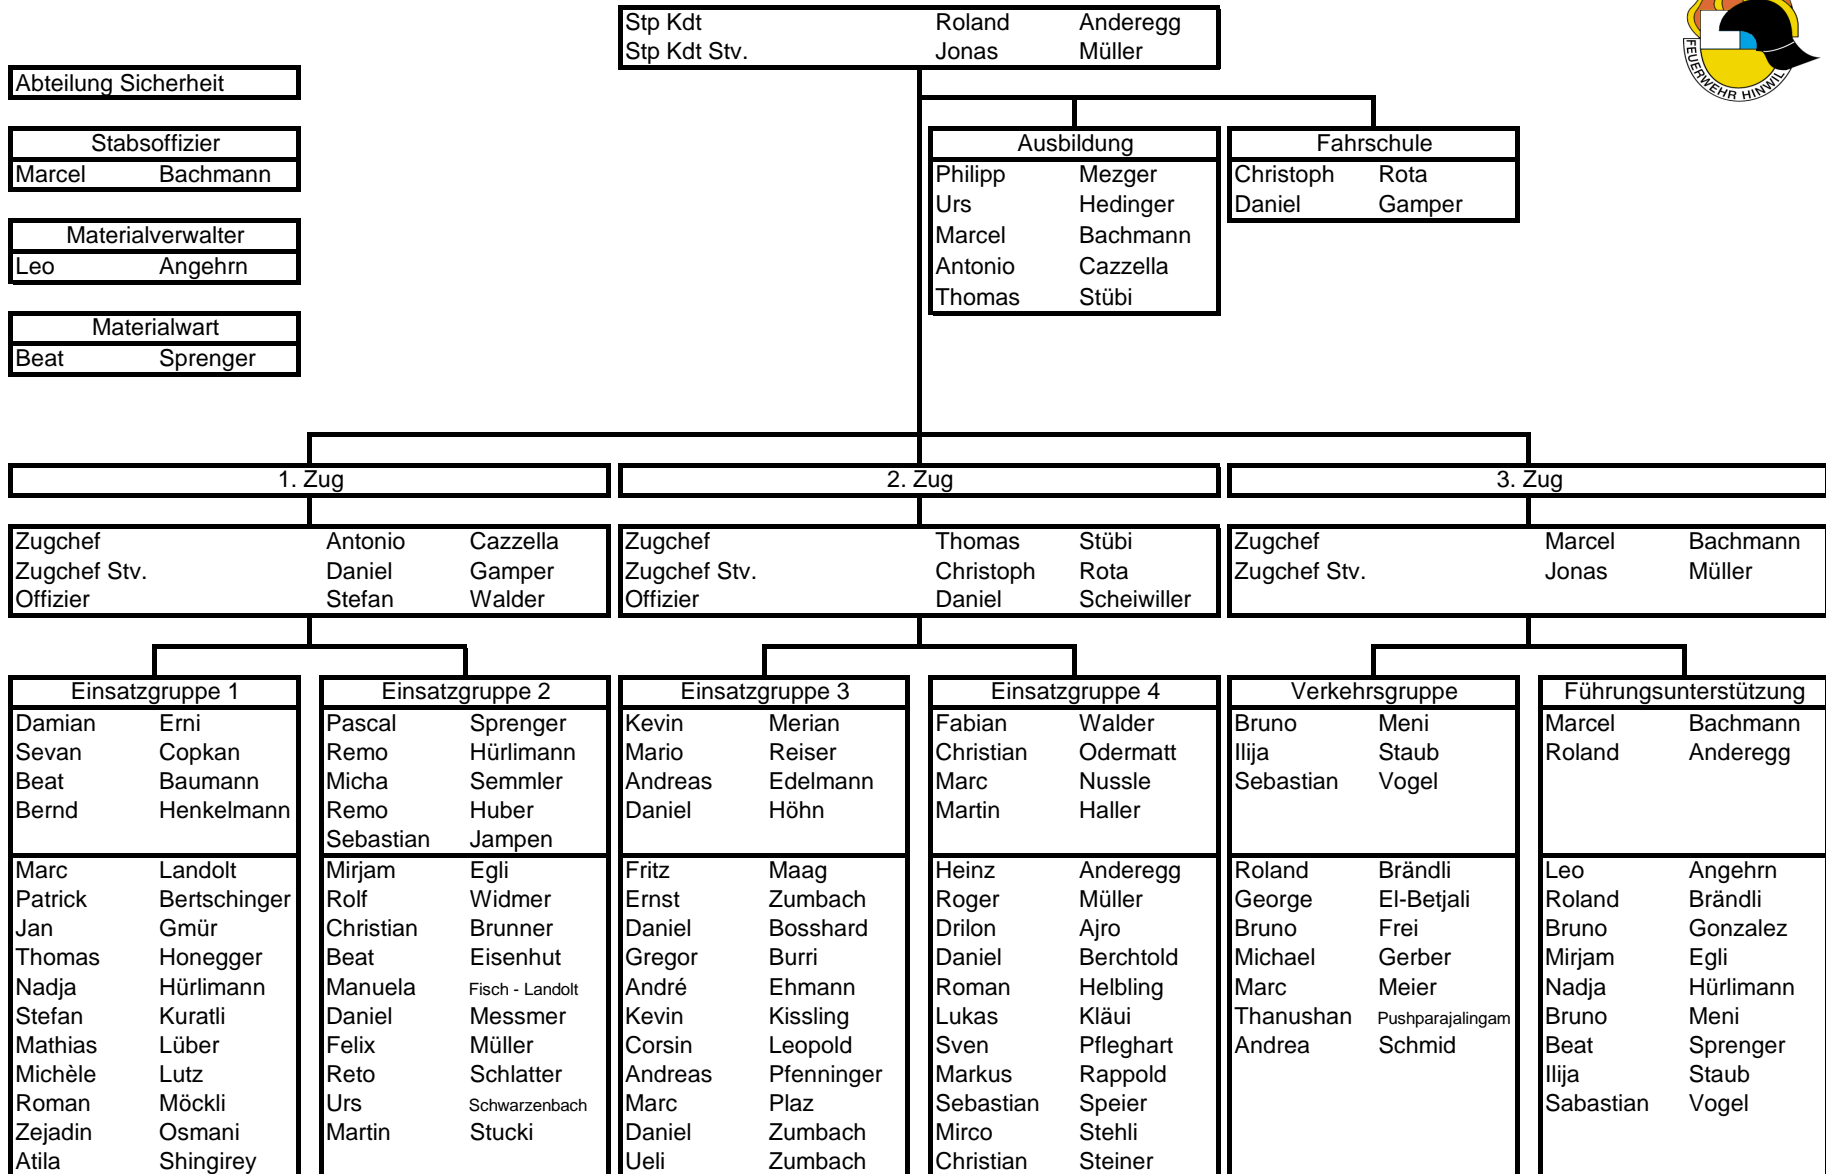 Stp Kdt Roland Anderegg
Stp Kdt Stv. Jonas Müller
FEUERWEHR HINWIL
Abteilung Sicherheit
Stabsoffizier
Marcel Bachmann
Materialverwalter
Leo Angehrn
Materialwart
Beat Sprenger
Ausbildung
Philipp Mezger
Urs Hedinger
Marcel Bachmann
Antonio Cazzella
Thomas Stübi
Fahrschule
Christoph Rota
Daniel Gamper
1. Zug
Zugchef Antonio Cazzella
Zugchef Stv. Daniel Gamper
Offizier Stefan Walder
2. Zug
Zugchef Thomas Stübi
Zugchef Stv. Christoph Rota
Offizier Daniel Scheiwiller
3. Zug
Zugchef Marcel Bachmann
Zugchef Stv. Jonas Müller
Einsatzgruppe 1
Damian Erni
Sevan Copkan
Beat Baumann
Bernd Henkelmann
Marc Landolt
Patrick Bertschinger
Jan Gmür
Thomas Honegger
Nadja Hürlimann
Stefan Kuratli
Mathias Lüber
Michèle Lutz
Roman Möckli
Zejadin Osmani
Atila Shingirey
Einsatzgruppe 2
Pascal Sprenger
Remo Hürlimann
Micha Semmler
Remo Huber
Sebastian Jampen
Mirjam Egli
Rolf Widmer
Christian Brunner
Beat Eisenhut
Manuela Fisch - Landolt
Daniel Messmer
Felix Müller
Reto Schlatter
Urs Schwarzenbach
Martin Stucki
Einsatzgruppe 3
Kevin Merian
Mario Reiser
Andreas Edelmann
Daniel Höhn
Fritz Maag
Ernst Zumbach
Daniel Bosshard
Gregor Burri
André Ehmann
Kevin Kissling
Corsin Leopold
Andreas Pfenninger
Marc Plaz
Daniel Zumbach
Ueli Zumbach
Einsatzgruppe 4
Fabian Walder
Christian Odermatt
Marc Nussle
Martin Haller
Heinz Anderegg
Roger Müller
Drilon Ajro
Daniel Berchtold
Roman Helbling
Lukas Kläui
Sven Pfleghart
Markus Rappold
Sebastian Speier
Mirco Stehli
Christian Steiner
Verkehrsgruppe
Bruno Meni
Ilija Staub
Sebastian Vogel
Roland Brändli
George El-Betjali
Bruno Frei
Michael Gerber
Marc Meier
Thanushan Pushparajalingam
Andrea Schmid
Führungsunterstützung
Marcel Bachmann
Roland Anderegg
Leo Angehrn
Roland Brändli
Bruno Gonzalez
Mirjam Egli
Nadja Hürlimann
Bruno Meni
Beat Sprenger
Ilija Staub
Sabastian Vogel